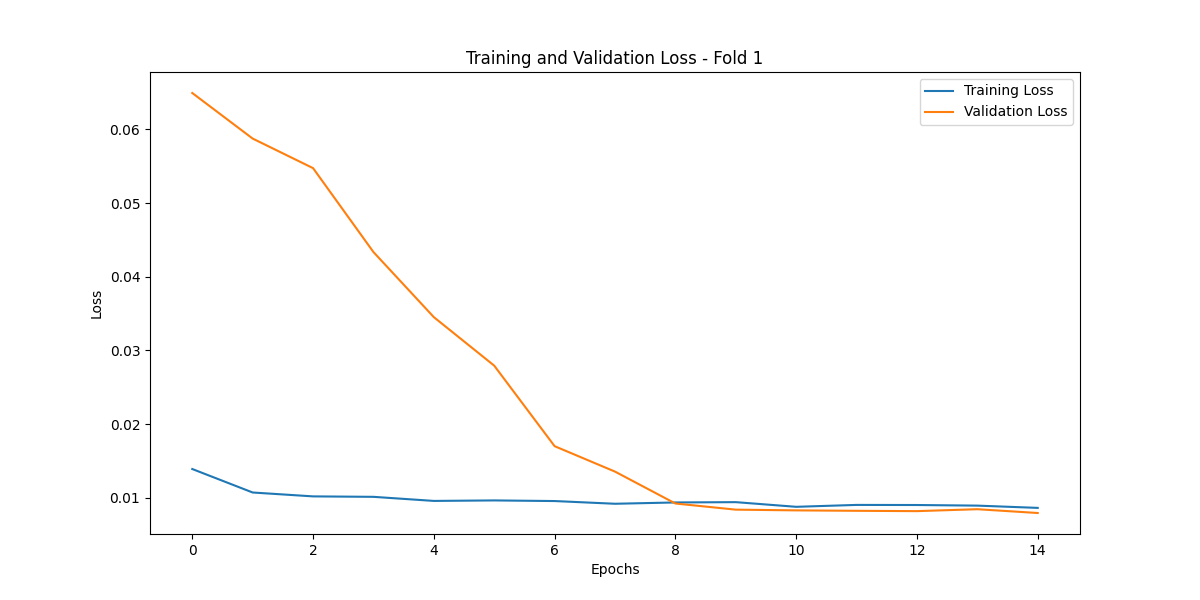 Training and Validation Loss - Fold 1
Training Loss
Validation Loss
0.06
0.05
0.04
0.03
0.02
0.01
Loss
0 2 4 6 8 10 12 14
Epochs